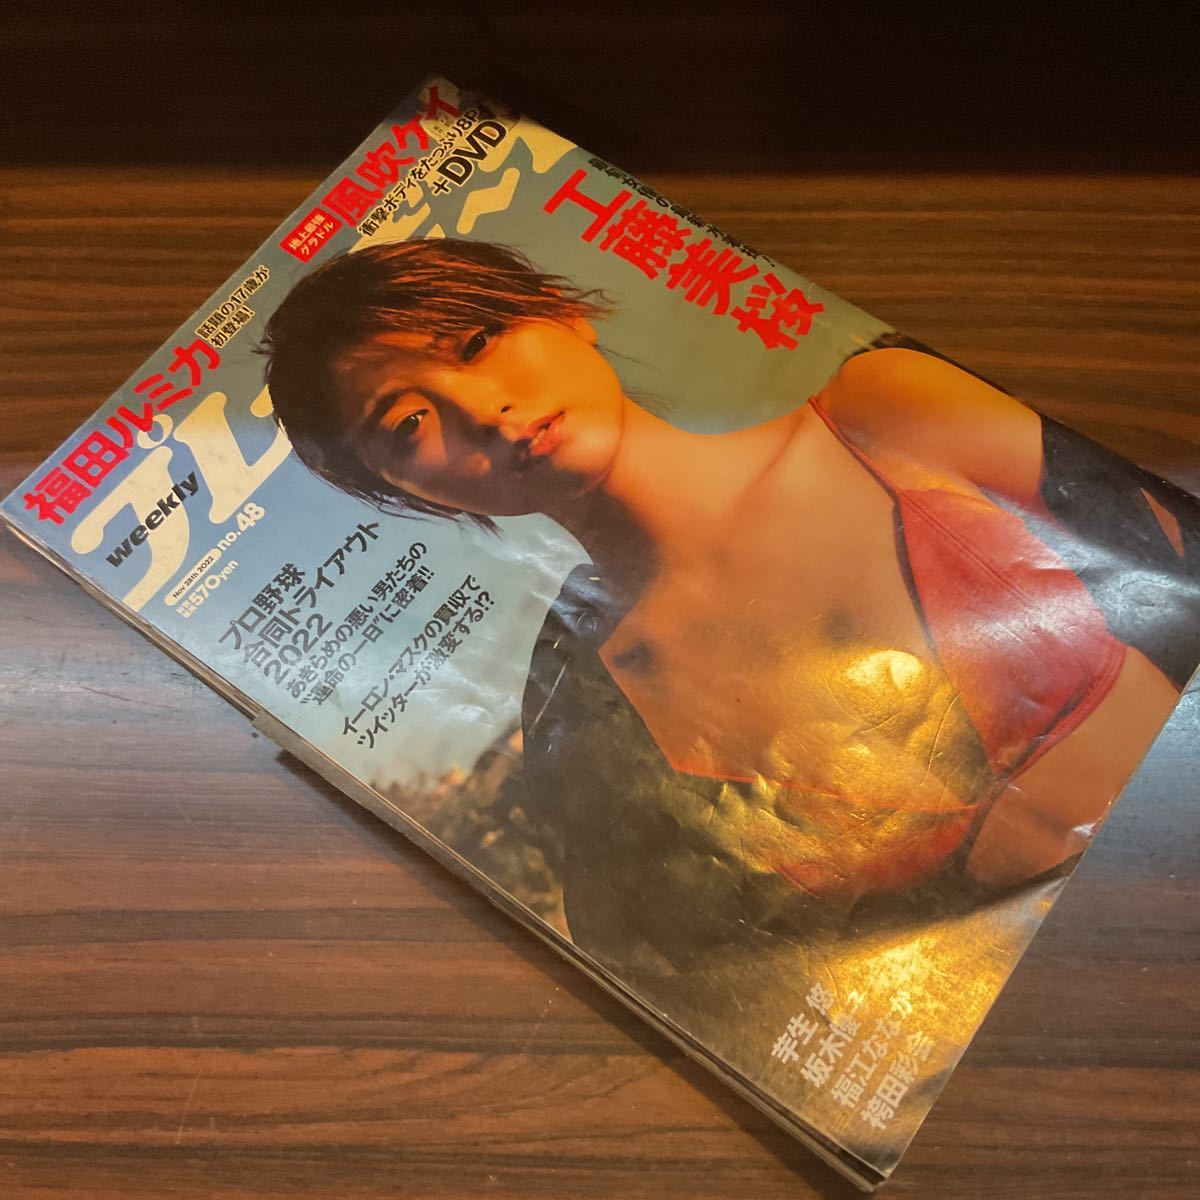 地上最強
グラドル
風吹ケイ
衝撃ボディをたっぷり8P
+DVD
福田ルミカ
話題の17歳が
初登場!
weekly
プレイ
no.48
Nov 28th 2022
570yen
工藤美桜
プロ野球
合同トライアウト
2022
あきらめの悪い男たちの
“運命の一日”に密着!!
イーロン・マスクの買収で
ツイッターが激変する!?
芋生 悠
坂木優子
福江ななか
袴田彩会